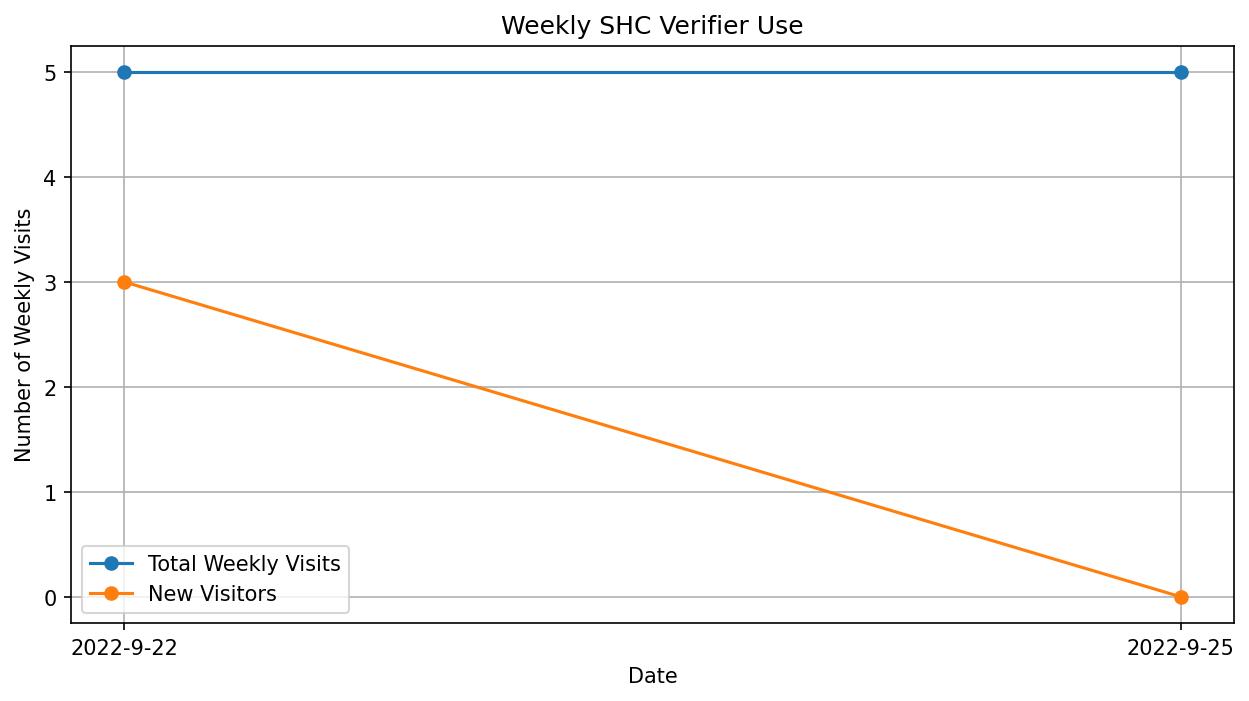 Weekly SHC Verifier Use
Number of Weekly Visits
5
4
3
2
1
0
Total Weekly Visits
New Visitors
2022-9-22
2022-9-25
Date